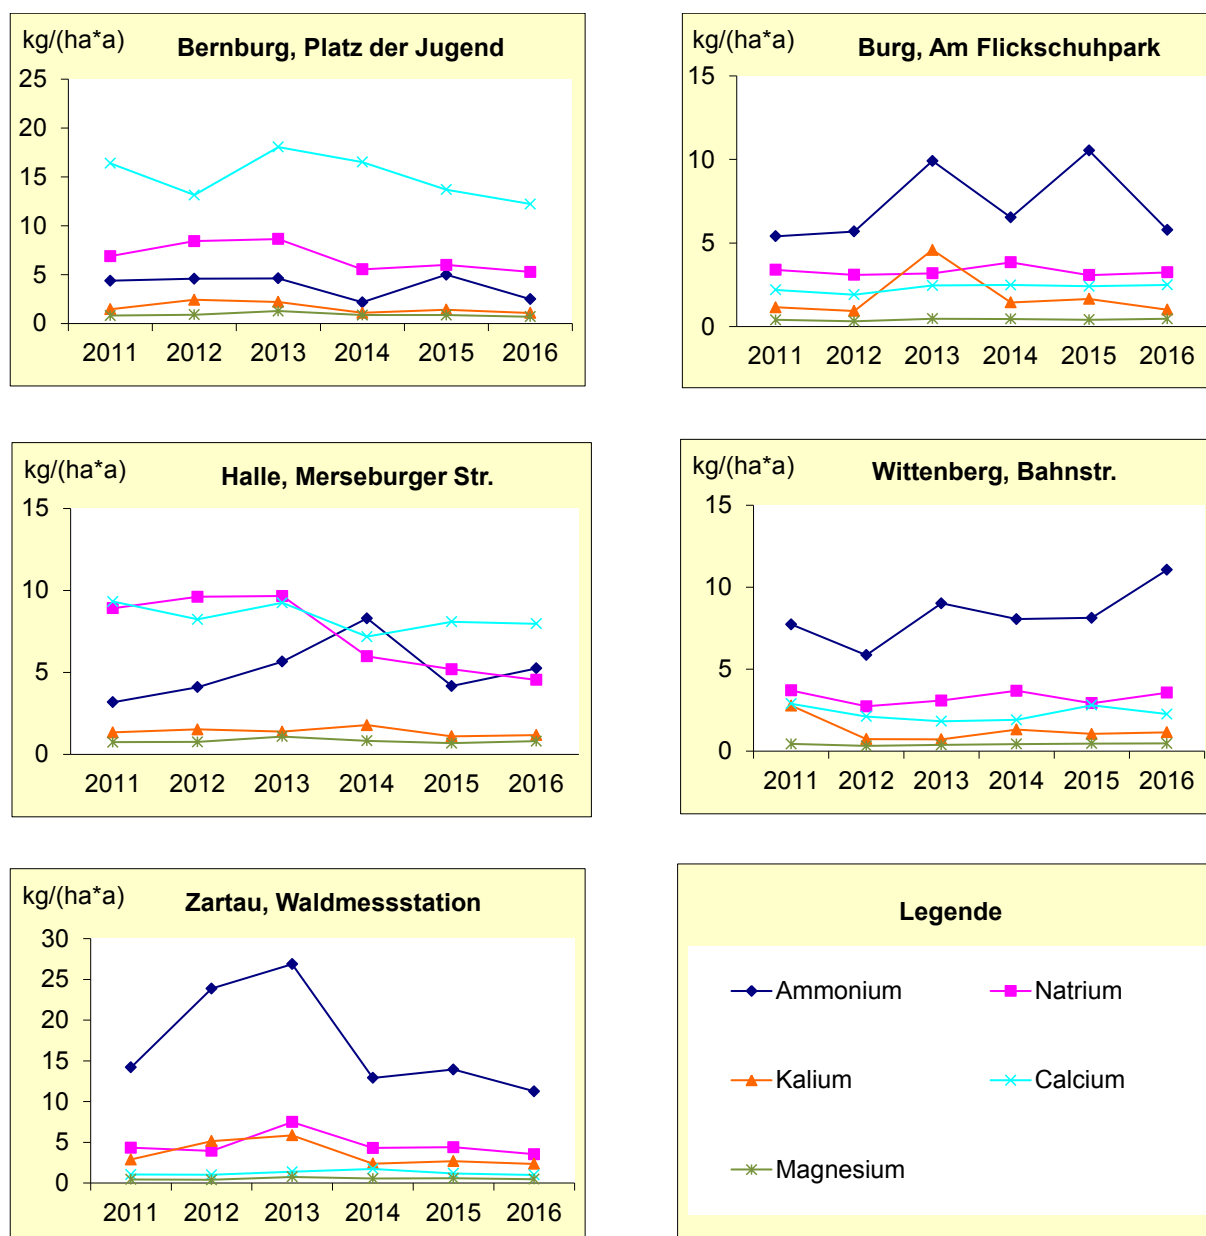 kg/(ha*a)
Bernburg, Platz der Jugend
25
20
15
10
5
0
2011 2012 2013 2014 2015 2016
kg/(ha*a)
Burg, Am Flickschuhpark
15
10
5
0
2011 2012 2013 2014 2015 2016
kg/(ha*a)
Halle, Merseburger Str.
15
10
5
0
2011 2012 2013 2014 2015 2016
kg/(ha*a)
Wittenberg, Bahnstr.
15
10
5
0
2011 2012 2013 2014 2015 2016
kg/(ha*a)
Zartau, Waldmessstation
30
25
20
15
10
5
0
2011 2012 2013 2014 2015 2016
Legende
Ammonium Natrium
Kalium Calcium
Magnesium